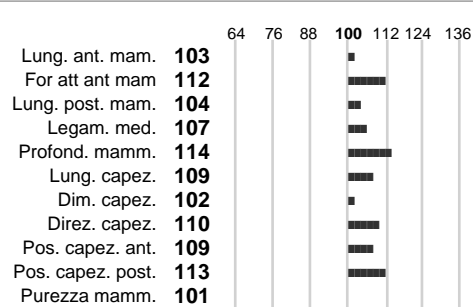 64 76 88 100 112 124 136
Lung. ant. mam. 103
For att ant mam 112
Lung. post. mam. 104
Legam. med. 107
Profond. mamm. 114
Lung. capez. 109
Dim. capez. 102
Direz. capez. 110
Pos. capez. ant. 109
Pos. capez. post. 113
Purezza mamm. 101